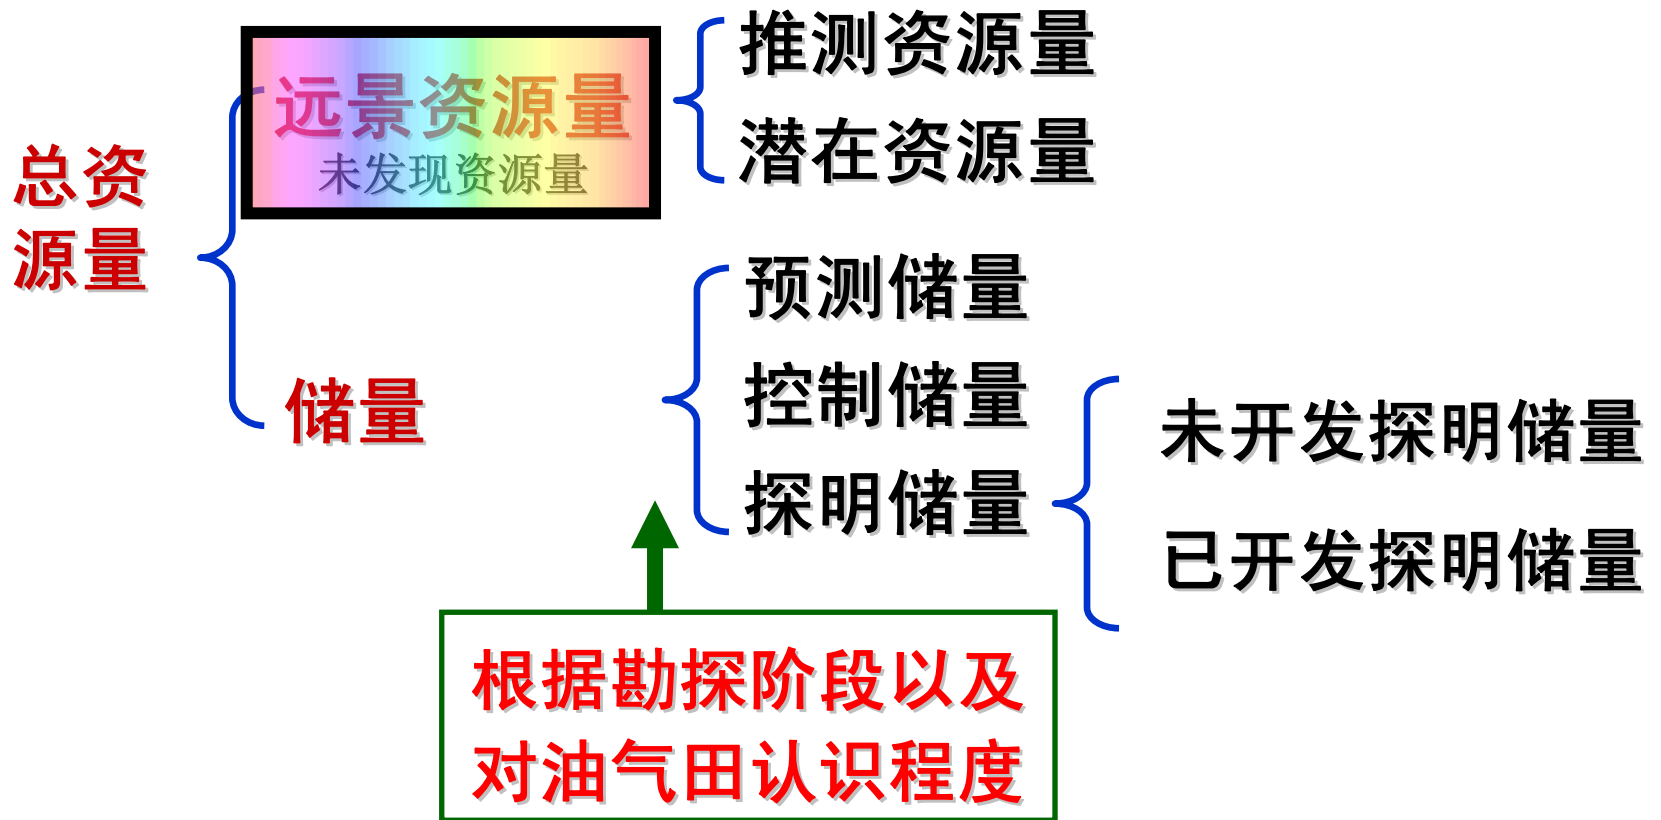 总资
源量
远景资源量
未发现资源量
推测资源量
潜在资源量
储量
预测储量
控制储量
探明储量
未开发探明储量
已开发探明储量
根据勘探阶段以及
对油气田认识程度